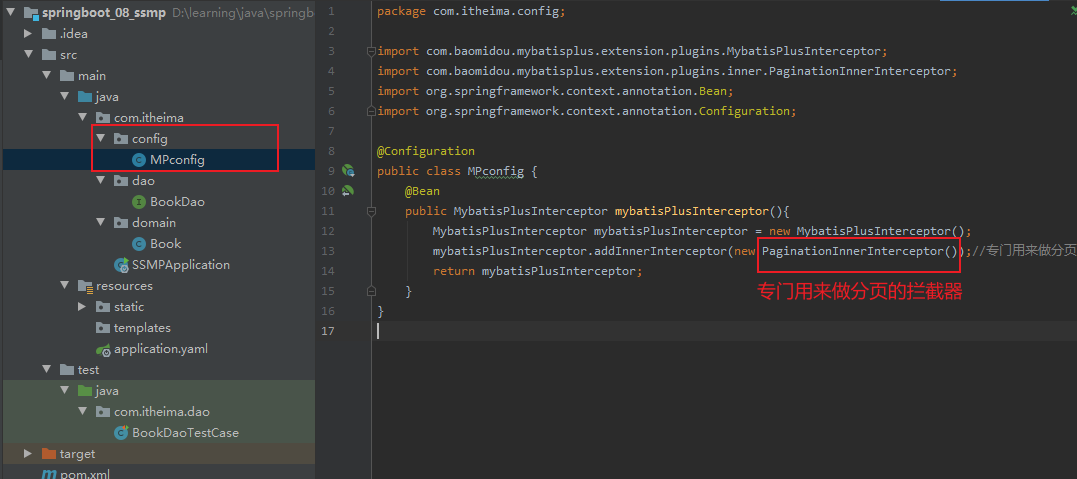 springboot_08_ssmp D:\learning\java\springb
.idea
src
main
java
com.itheima
config
MPconfig
dao
BookDao
domain
Book
SSMPApplication
resources
static
templates
application.yaml
test
java
com.itheima.dao
BookDaoTestCase
target
pom.xml
1 package com.itheima.config;
2
3 import com.baomidou.mybatisplus.extension.plugins.MybatisPlusInterceptor;
4 import com.baomidou.mybatisplus.extension.plugins.inner.PaginationInnerInterceptor;
5 import org.springframework.context.annotation.Bean;
6 import org.springframework.context.annotation.Configuration;
7
8 @Configuration
9 public class MPconfig {
10 @Bean
11 public MybatisPlusInterceptor mybatisPlusInterceptor(){
12 MybatisPlusInterceptor mybatisPlusInterceptor = new MybatisPlusInterceptor();
13 mybatisPlusInterceptor.addInnerInterceptor(new PaginationInnerInterceptor());//专门用来做分页
14 return mybatisPlusInterceptor;
专门用来做分页的拦截器
15 }
16 }
17